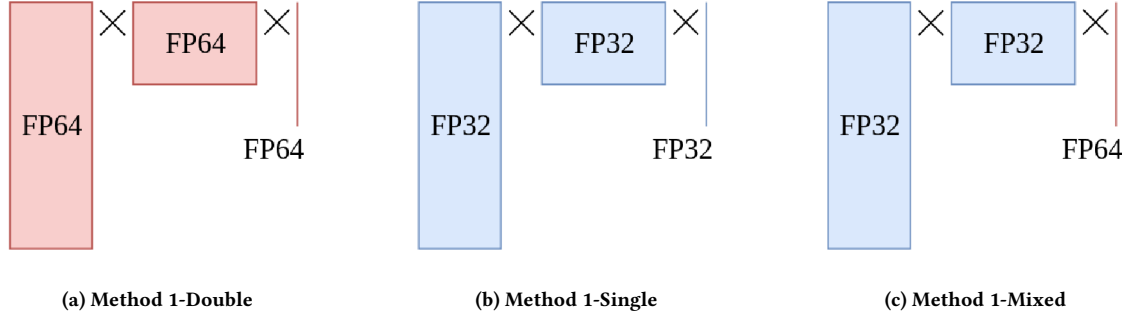 FP64
FP64
FP64
(a) Method 1-Double
FP32
FP32
FP32
(b) Method 1-Single
FP32
FP32
FP64
(c) Method 1-Mixed